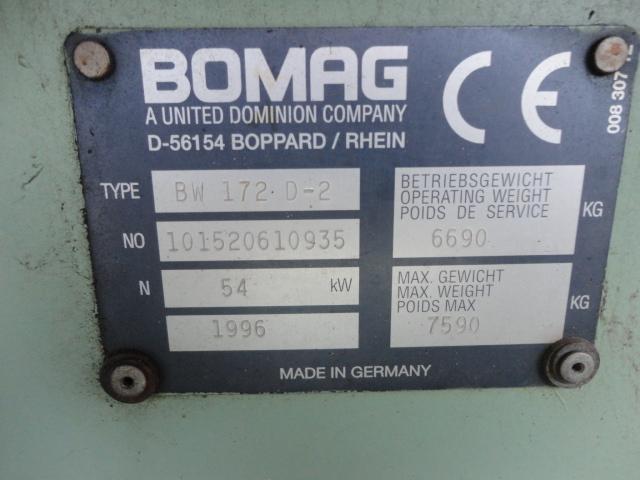 BOMAG
A UNITED DOMINION COMPANY
D-56154 BOPPARD / RHEIN
CE
008 307
TYPE BW 172 D-2
NO 101520610935
N 54 kW
1996
BETRIEBSGEWICHT
OPERATING WEIGHT
POIDS DE SERVICE
6690 KG
MAX. GEWICHT
MAX. WEIGHT
POIDS MAX
7590 KG
MADE IN GERMANY